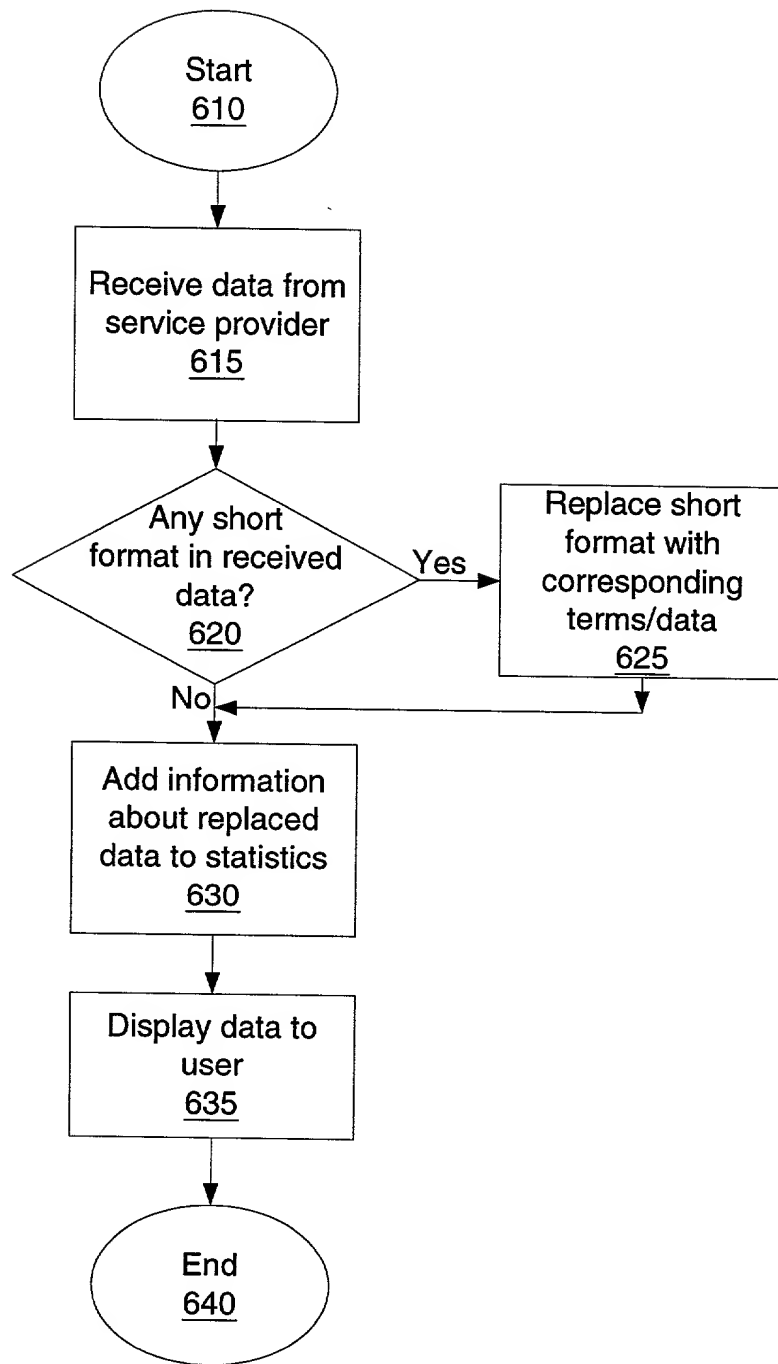 Start
610
Receive data from
service provider
615
Any short
format in received
data?
620
Yes
Replace short
format with
corresponding
terms/data
625
No
Add information
about replaced
data to statistics
630
Display data to
user
635
End
640